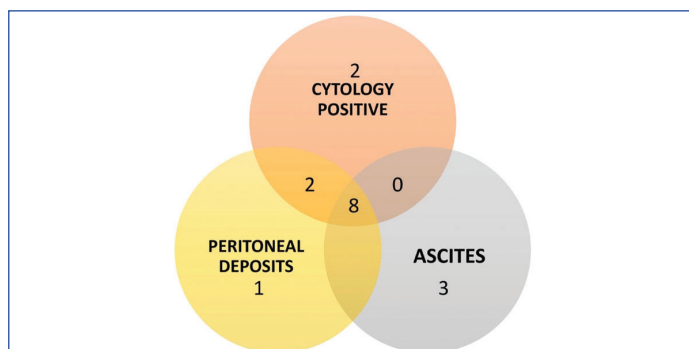 2
CYTOLOGY
POSITIVE
2
0
8
PERITONEAL
DEPOSITS
1
ASCITES
3